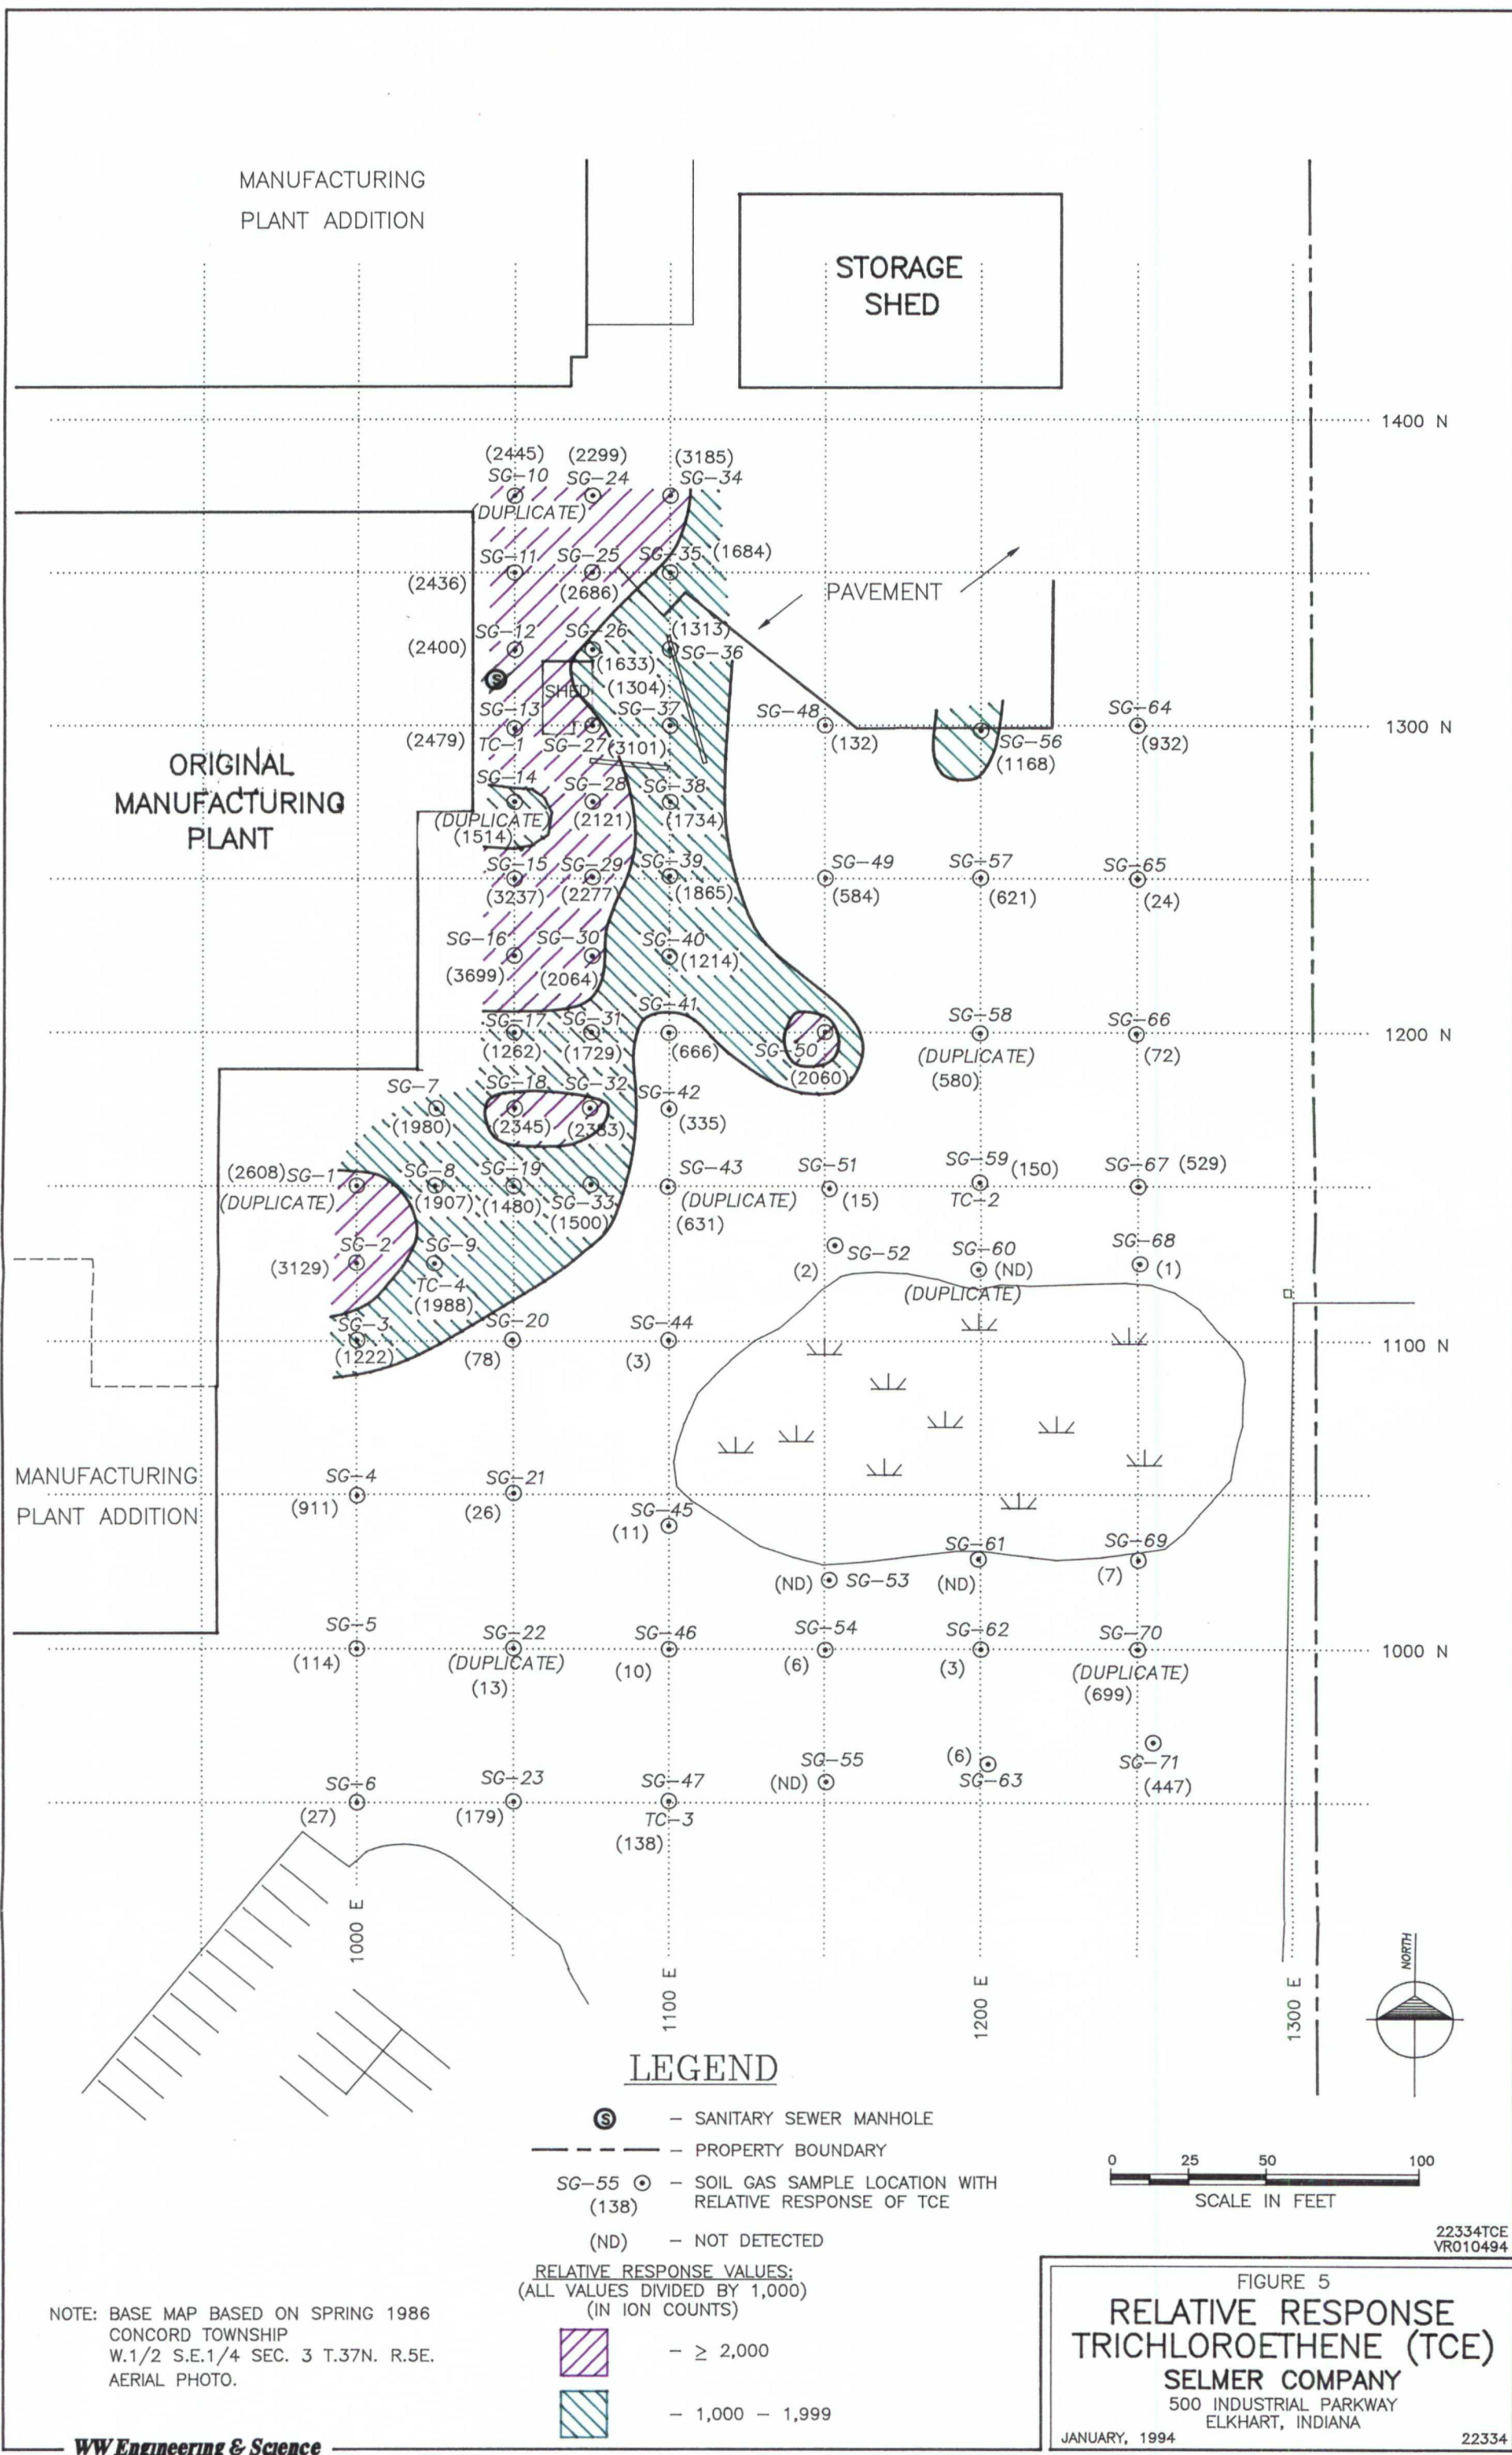 MANUFACTURING
PLANT ADDITION
STORAGE
SHED
1400 N
(2445) (2299) (3185)
SG-10 SG-24 SG-34
(DUPLICATE)
SG-11 SG-25 SG-35 (1684)
(2436) (2686)
PAVEMENT
SG-12 SG-26 (1313)
(2400) SG-36
(1633)
S
SHED (1304)
SG-13 SG-37 SG-48 SG-64
1300 N
(2479) TC-1 SG-27 (3101) (132) SG-56 (932)
(1168)
ORIGINAL
MANUFACTURING
PLANT
SG-14 SG-28 SG-38
(DUPLICATE) (2121) (1734)
(1514)
SG-15 SG-29 SG-39 SG-49 SG-57 SG-65
(3237) (2277) (1865) (584) (621) (24)
SG-16 SG-30 SG-40
(3699) (2064) (1214)
SG-41
SG-17 SG-31 SG-58 SG-66
1200 N
(1262) (1729) (666) SG-50 (DUPLICATE) (72)
(2060) (580)
SG-7 SG-18 SG-32 SG-42
(1980) (2345) (2383) (335)
(2608) SG-1 SG-8 SG-19 SG-43 SG-51 SG-59 (150) SG-67 (529)
(DUPLICATE) (1907) (1480) SG-33 (DUPLICATE) (15) TC-2
(1500) (631)
SG-2 SG-9 SG-52 SG-60 SG-68
(3129) TC-4 (2) (ND) (1)
(1988) (DUPLICATE)
SG-3 SG-20 SG-44
1100 N
(1222) (78) (3)
MANUFACTURING
PLANT ADDITION
SG-4 SG-21
(911) (26) SG-45
(11)
SG-61 SG-69
(ND) SG-53 (ND) (7)
SG-5 SG-22 SG-46 SG-54 SG-62 SG-70
1000 N
(114) (DUPLICATE) (10) (6) (3) (DUPLICATE)
(13) (699)
SG-6 SG-23 SG-47 SG-55 (6) SG-71
(27) (179) TC-3 (ND) SG-63 (447)
(138)
1000 E
1100 E
1200 E
1300 E
NORTH
LEGEND
S - SANITARY SEWER MANHOLE
- PROPERTY BOUNDARY
SG-55 - SOIL GAS SAMPLE LOCATION WITH
(138) RELATIVE RESPONSE OF TCE
(ND) - NOT DETECTED
RELATIVE RESPONSE VALUES:
(ALL VALUES DIVIDED BY 1,000)
(IN ION COUNTS)
- ≥ 2,000
- 1,000 - 1,999
0 25 50 100
SCALE IN FEET
22334TCE
VR010494
NOTE: BASE MAP BASED ON SPRING 1986
CONCORD TOWNSHIP
W.1/2 S.E.1/4 SEC. 3 T.37N. R.5E.
AERIAL PHOTO.
FIGURE 5
RELATIVE RESPONSE
TRICHLOROETHENE (TCE)
SELMER COMPANY
500 INDUSTRIAL PARKWAY
ELKHART, INDIANA
JANUARY, 1994 22334
WW Engineering & Science